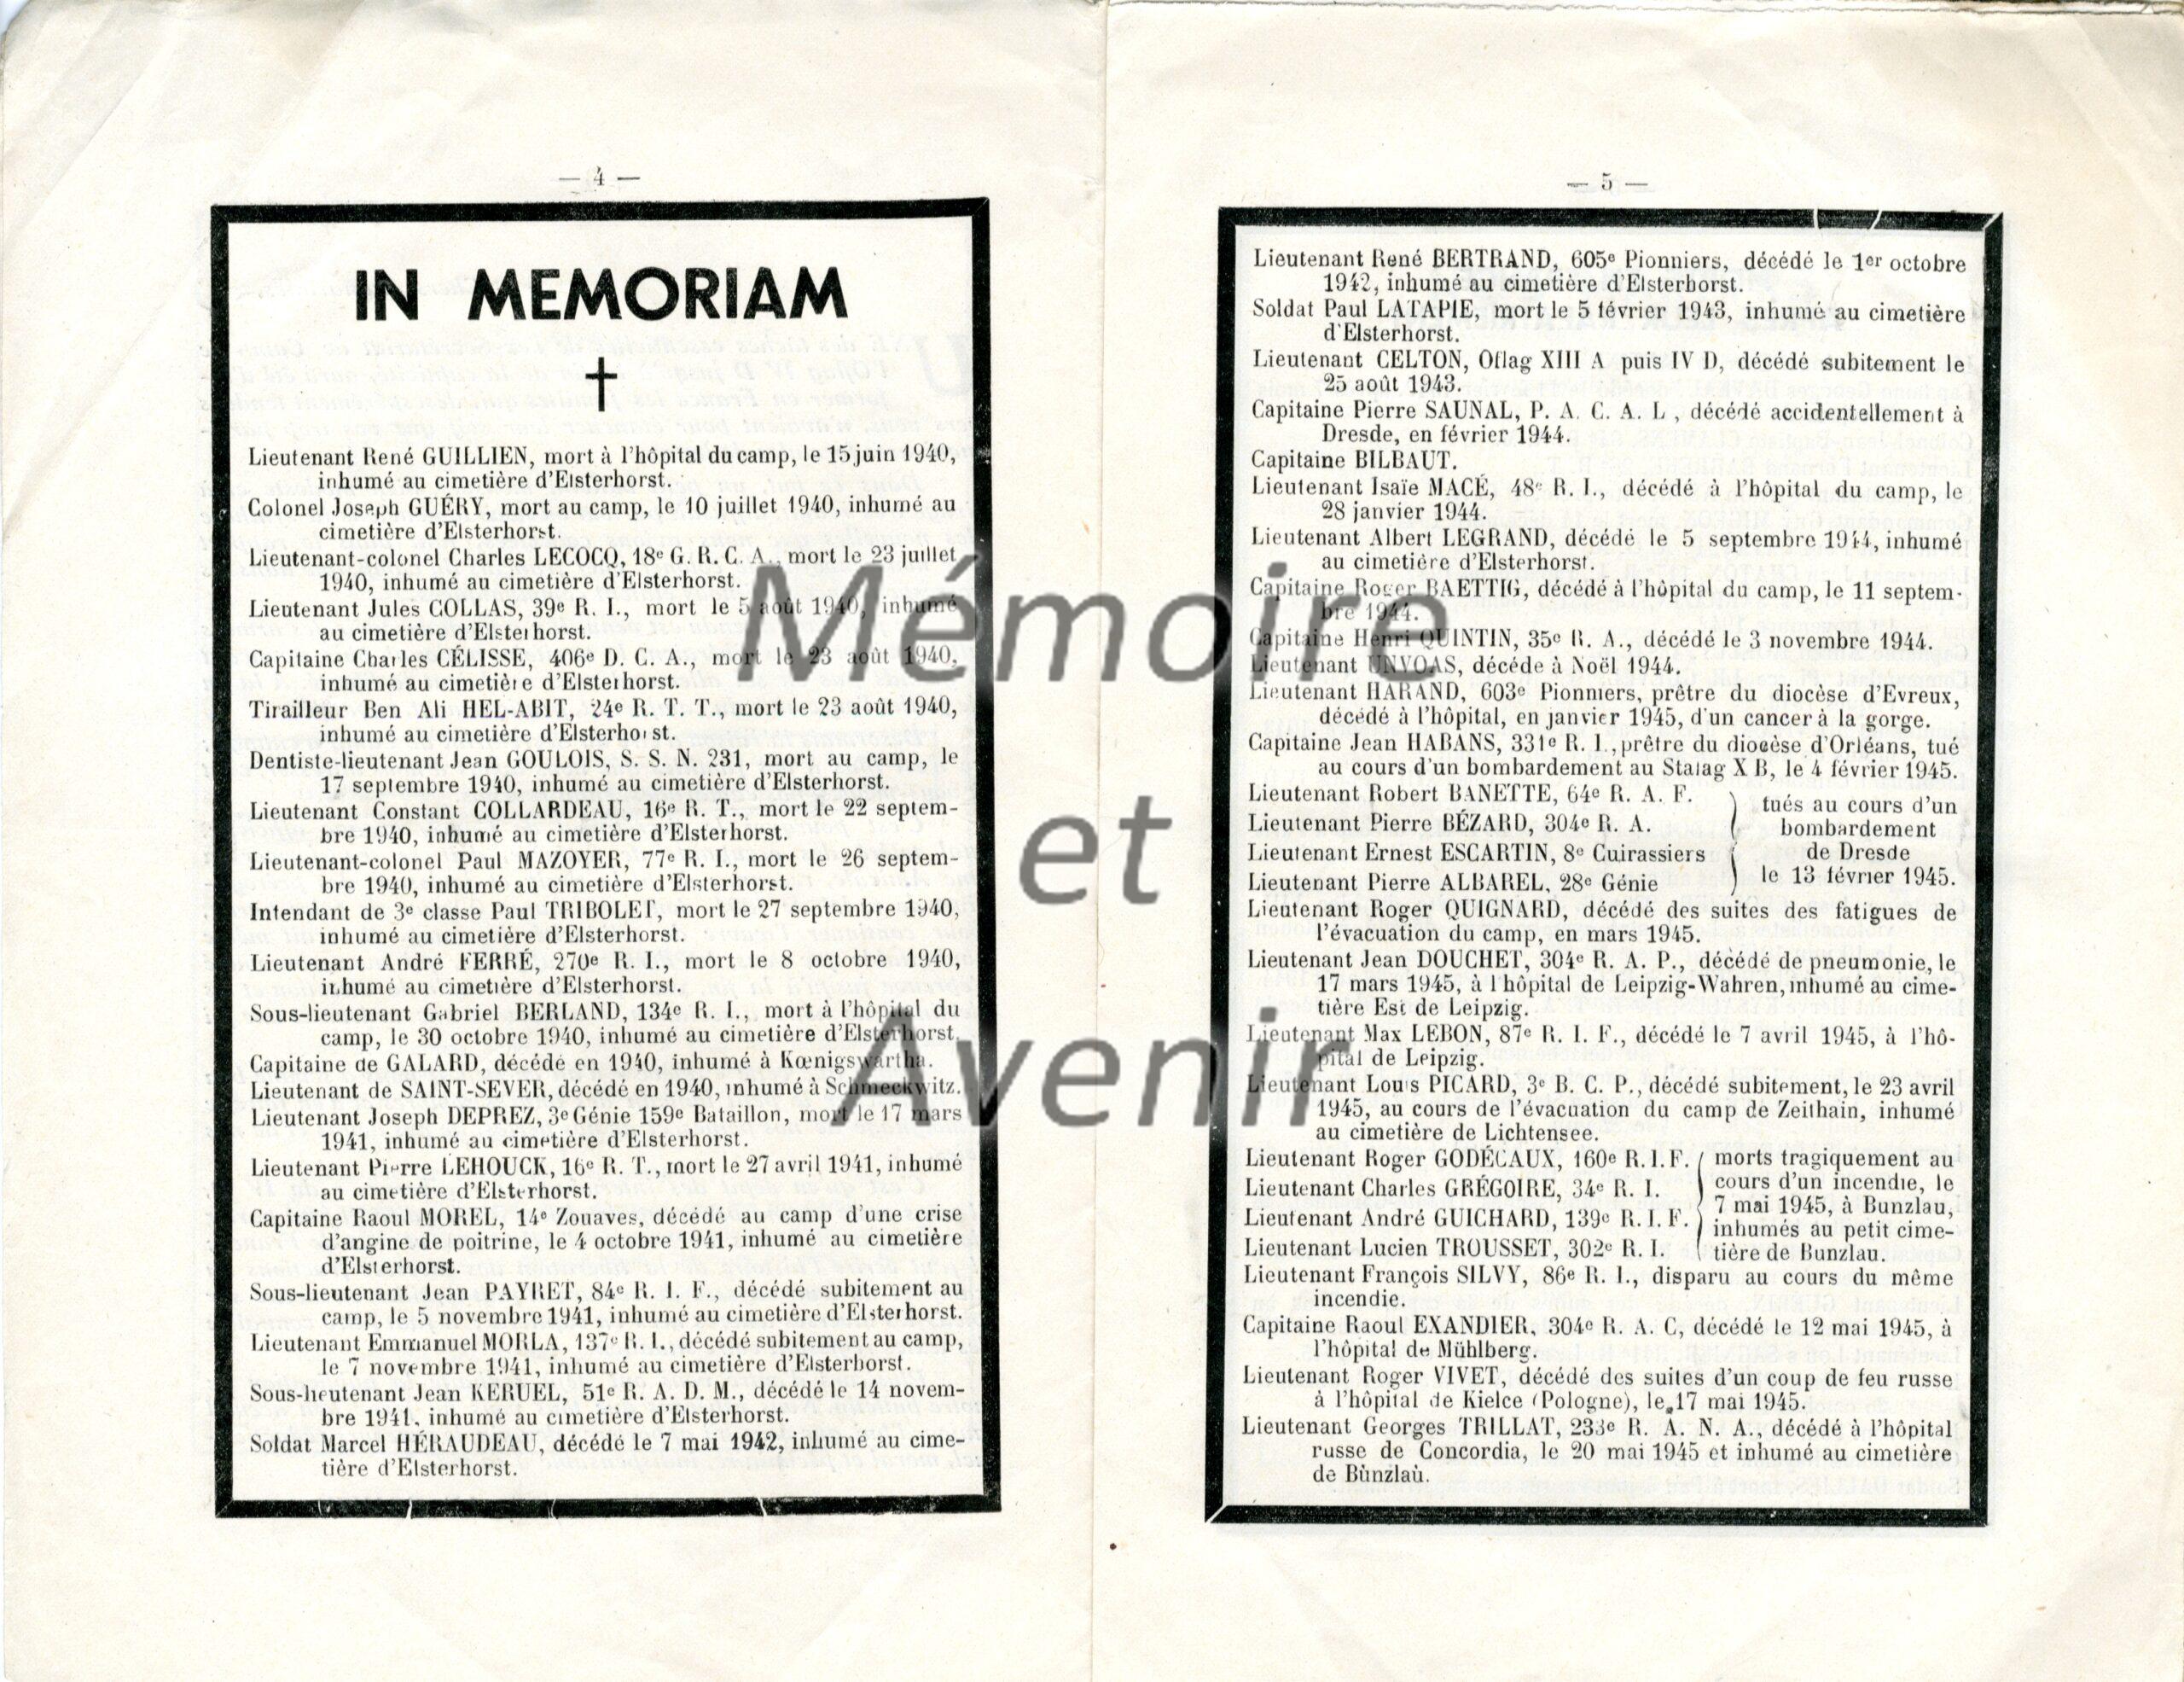 — 4 —
IN MEMORIAM
Lieutenant René GUILLIEN, mort à l'hôpital du camp, le 15 juin 1940,
inhumé au cimetière d'Elsterhorst.
Colonel Joseph GUÉRY, mort au camp, le 10 juillet 1940, inhumé au
cimetière d'Elsterhorst.
Lieutenant-colonel Charles LECOCQ, 18e G. R. C. A., mort le 23 juillet
1940, inhumé au cimetière d'Elsterhorst.
Lieutenant Jules COLLAS, 39e R. I., mort le 5 août 1940, inhumé
au cimetière d'Elsterhorst.
Capitaine Charles CÉLISSE, 406e D. C. A., mort le 23 août 1940,
inhumé au cimetière d'Elsterhorst.
Tirailleur Ben Ali HEL-ABIT, 24e R. T. T., mort le 23 août 1940,
inhumé au cimetière d'Elsterhorst.
Dentiste-lieutenant Jean GOULOIS, S. S. N. 231, mort au camp, le
17 septembre 1940, inhumé au cimetière d'Elsterhorst.
Lieutenant Constant COLLARDEAU, 16e R. T., mort le 22 septem-
bre 1940, inhumé au cimetière d'Elsterhorst.
Lieutenant-colonel Paul MAZOYER, 77e R. I., mort le 26 septem-
bre 1940, inhumé au cimetière d'Elsterhorst.
Intendant de 3e classe Paul TRIBOLET, mort le 27 septembre 1940,
inhumé au cimetière d'Elsterhorst.
Lieutenant André FERRÉ, 270e R. I., mort le 8 octobre 1940,
inhumé au cimetière d'Elsterhorst.
Sous-lieutenant Gabriel BERLAND, 134e R. I., mort à l'hôpital du
camp, le 30 octobre 1940, inhumé au cimetière d'Elsterhorst.
Capitaine de GALARD, décédé en 1940, inhumé à Kœnigswartha.
Lieutenant de SAINT-SEVER, décédé en 1940, inhumé à Schmeckwitz.
Lieutenant Joseph DEPREZ, 3e Génie 159e Bataillon, mort le 17 mars
1941, inhumé au cimetière d'Elsterhorst.
Lieutenant Pierre LEHOUCK, 16e R. T., mort le 27 avril 1941, inhumé
au cimetière d'Elsterhorst.
Capitaine Raoul MOREL, 14e Zouaves, décédé au camp d'une crise
d'angine de poitrine, le 4 octobre 1941, inhumé au cimetière
d'Elsterhorst.
Sous-lieutenant Jean PAYRET, 84e R. I. F., décédé subitement au
camp, le 5 novembre 1941, inhumé au cimetière d'Elsterhorst.
Lieutenant Emmanuel MORLA, 137e R. I., décédé subitement au camp,
le 7 novembre 1941, inhumé au cimetière d'Elsterhorst.
Sous-lieutenant Jean KERUEL, 51e R. A. D. M., décédé le 14 novem-
bre 1941, inhumé au cimetière d'Elsterhorst.
Soldat Marcel HÉRAUDEAU, décédé le 7 mai 1942, inhumé au cime-
tière d'Elsterhorst.
— 5 —
Lieutenant René BERTRAND, 605e Pionniers, décédé le 1er octobre
1942, inhumé au cimetière d'Elsterhorst.
Soldat Paul LATAPIE, mort le 5 février 1943, inhumé au cimetière
d'Elsterhorst.
Lieutenant CELTON, Oflag XIII A puis IV D, décédé subitement le
25 août 1943.
Capitaine Pierre SAUNAL, P. A. C. A. L, décédé accidentellement à
Dresde, en février 1944.
Capitaine BILBAUT.
Lieutenant Isaïe MACÉ, 48e R. I., décédé à l'hôpital du camp, le
28 janvier 1944.
Lieutenant Albert LEGRAND, décédé le 5 septembre 1944, inhumé
au cimetière d'Elsterhorst.
Capitaine Roger BAETTIG, décédé à l'hôpital du camp, le 11 septem-
bre 1944.
Capitaine Henri QUINTIN, 35e R. A., décédé le 3 novembre 1944.
Lieutenant UNVOAS, décéde à Noël 1944.
Lieutenant HARAND, 603e Pionniers, prêtre du diocèse d'Evreux,
décédé à l'hôpital, en janvier 1945, d'un cancer à la gorge.
Capitaine Jean HABANS, 331e R. I., prêtre du diocèse d'Orléans, tué
au cours d'un bombardement au Stalag X B, le 4 février 1945.
Lieutenant Robert BANETTE, 64e R. A. F.
Lieutenant Pierre BÉZARD, 304e R. A.
Lieutenant Ernest ESCARTIN, 8e Cuirassiers
Lieutenant Pierre ALBAREL, 28e Génie
tués au cours d'un
bombardement
de Dresde
le 13 février 1945.
Lieutenant Roger QUIGNARD, décédé des suites des fatigues de
l'évacuation du camp, en mars 1945.
Lieutenant Jean DOUCHET, 304e R. A. P., décédé de pneumonie, le
17 mars 1945, à l'hôpital de Leipzig-Wahren, inhumé au cime-
tière Est de Leipzig.
Lieutenant Max LEBON, 87e R. I. F., décédé le 7 avril 1945, à l'hô-
pital de Leipzig.
Lieutenant Louis PICARD, 3e B. C. P., décédé subitement, le 23 avril
1945, au cours de l'évacuation du camp de Zeithain, inhumé
au cimetière de Lichtensee.
Lieutenant Roger GODÉCAUX, 160e R. I. F.
Lieutenant Charles GRÉGOIRE, 34e R. I.
Lieutenant André GUICHARD, 139e R. I. F.
Lieutenant Lucien TROUSSET, 302e R. I.
morts tragiquement au
cours d'un incendie, le
7 mai 1945, à Bunzlau,
inhumés au petit cime-
tière de Bunzlau.
Lieutenant François SILVY, 86e R. I., disparu au cours du même
incendie.
Capitaine Raoul EXANDIER, 304e R. A. C, décédé le 12 mai 1945, à
l'hôpital de Mühlberg.
Lieutenant Roger VIVET, décédé des suites d'un coup de feu russe
à l'hôpital de Kielce (Pologne), le 17 mai 1945.
Lieutenant Georges TRILLAT, 233e R. A. N. A., décédé à l'hôpital
russe de Concordia, le 20 mai 1945 et inhumé au cimetière
de Bùnzlaù.
Mémoire
et
Avenir